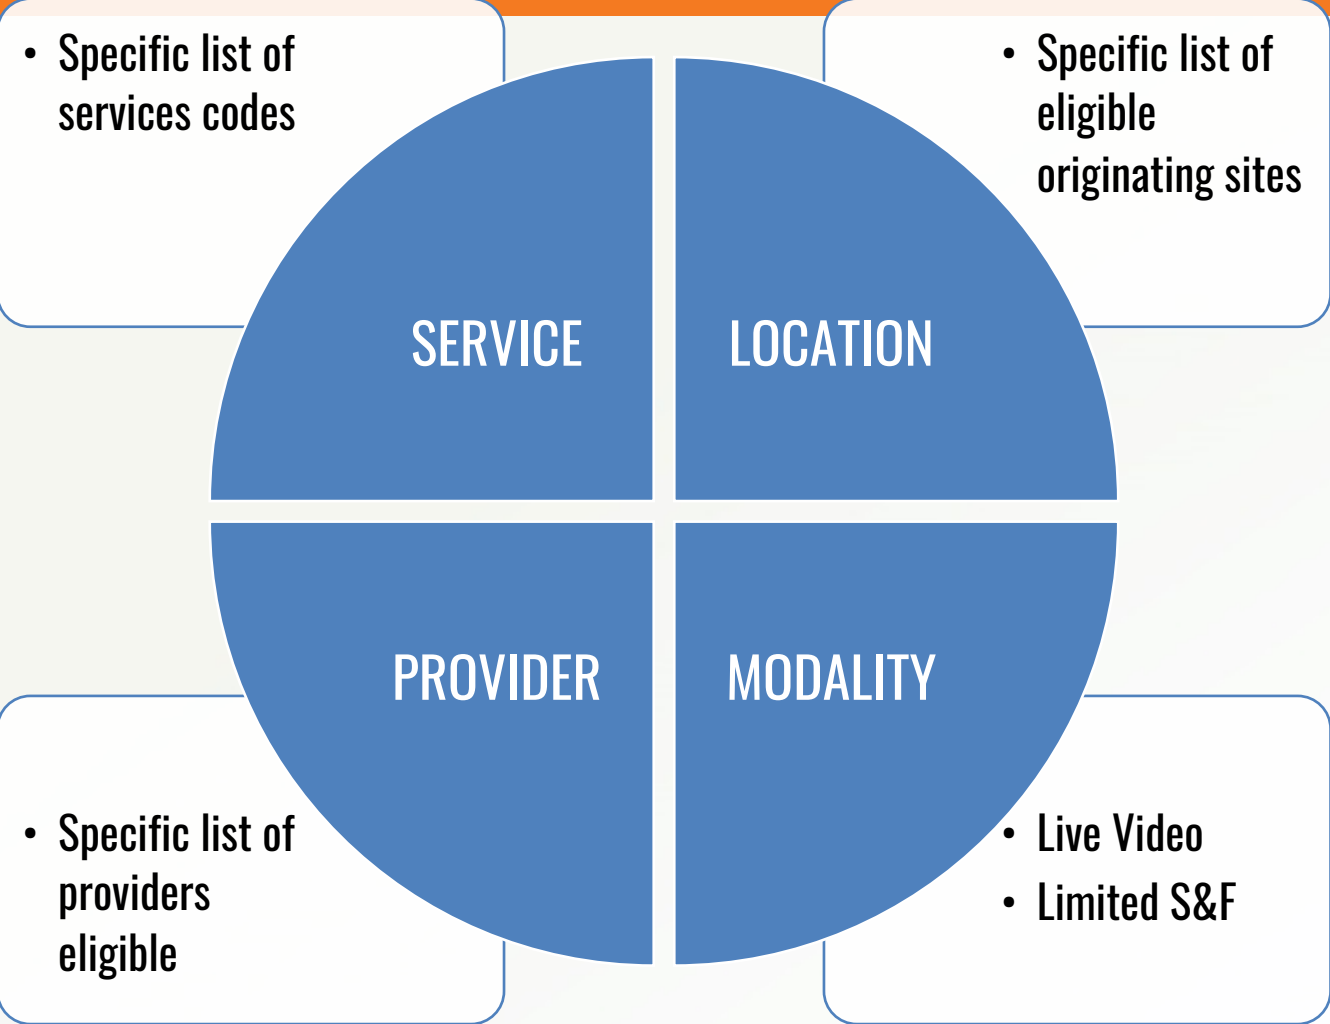 • Specific list of
services codes
• Specific list of
eligible
originating sites
SERVICE
LOCATION
PROVIDER
MODALITY
• Specific list of
providers
eligible
• Live Video
• Limited S&F